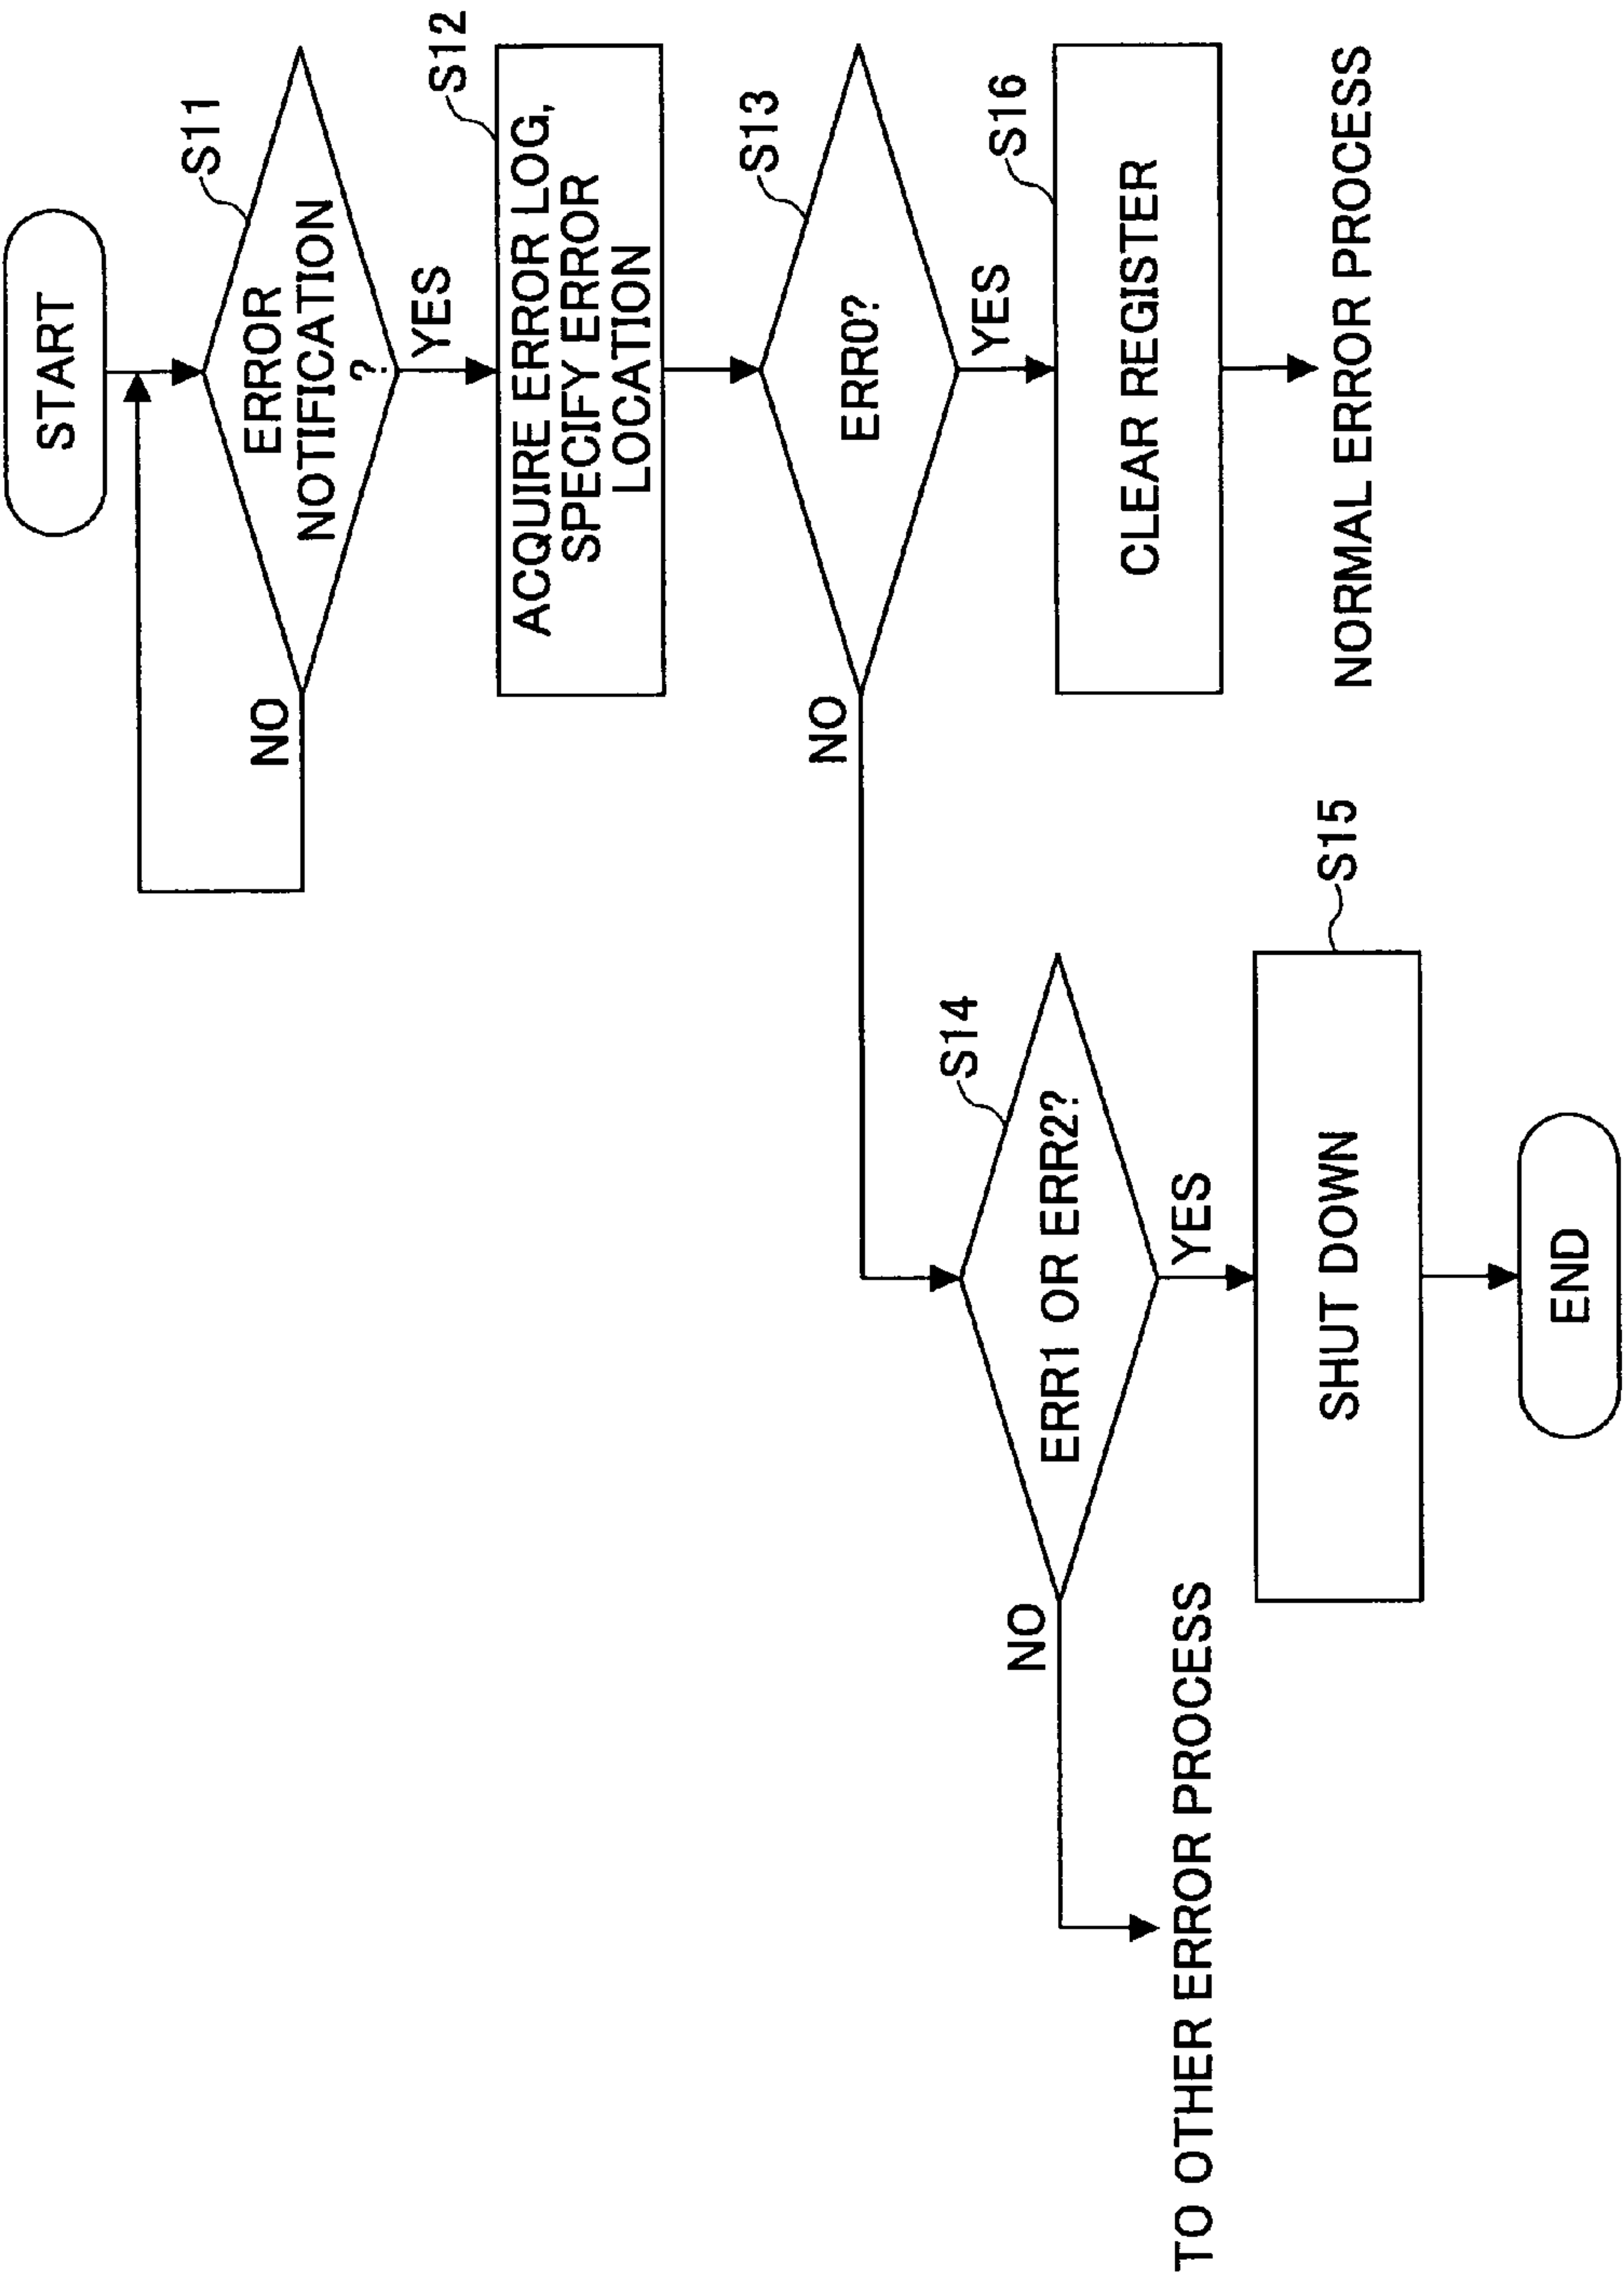 START
S11
ERROR
NOTIFICATION
?
NO
YES
S12
ACQUIRE ERROR LOG,
SPECIFY ERROR
LOCATION
S13
ERR0?
NO
YES
S16
CLEAR REGISTER
NORMAL ERROR PROCESS
S14
ERR1 OR ERR2?
NO
YES
TO OTHER ERROR PROCESS
S15
SHUT DOWN
END